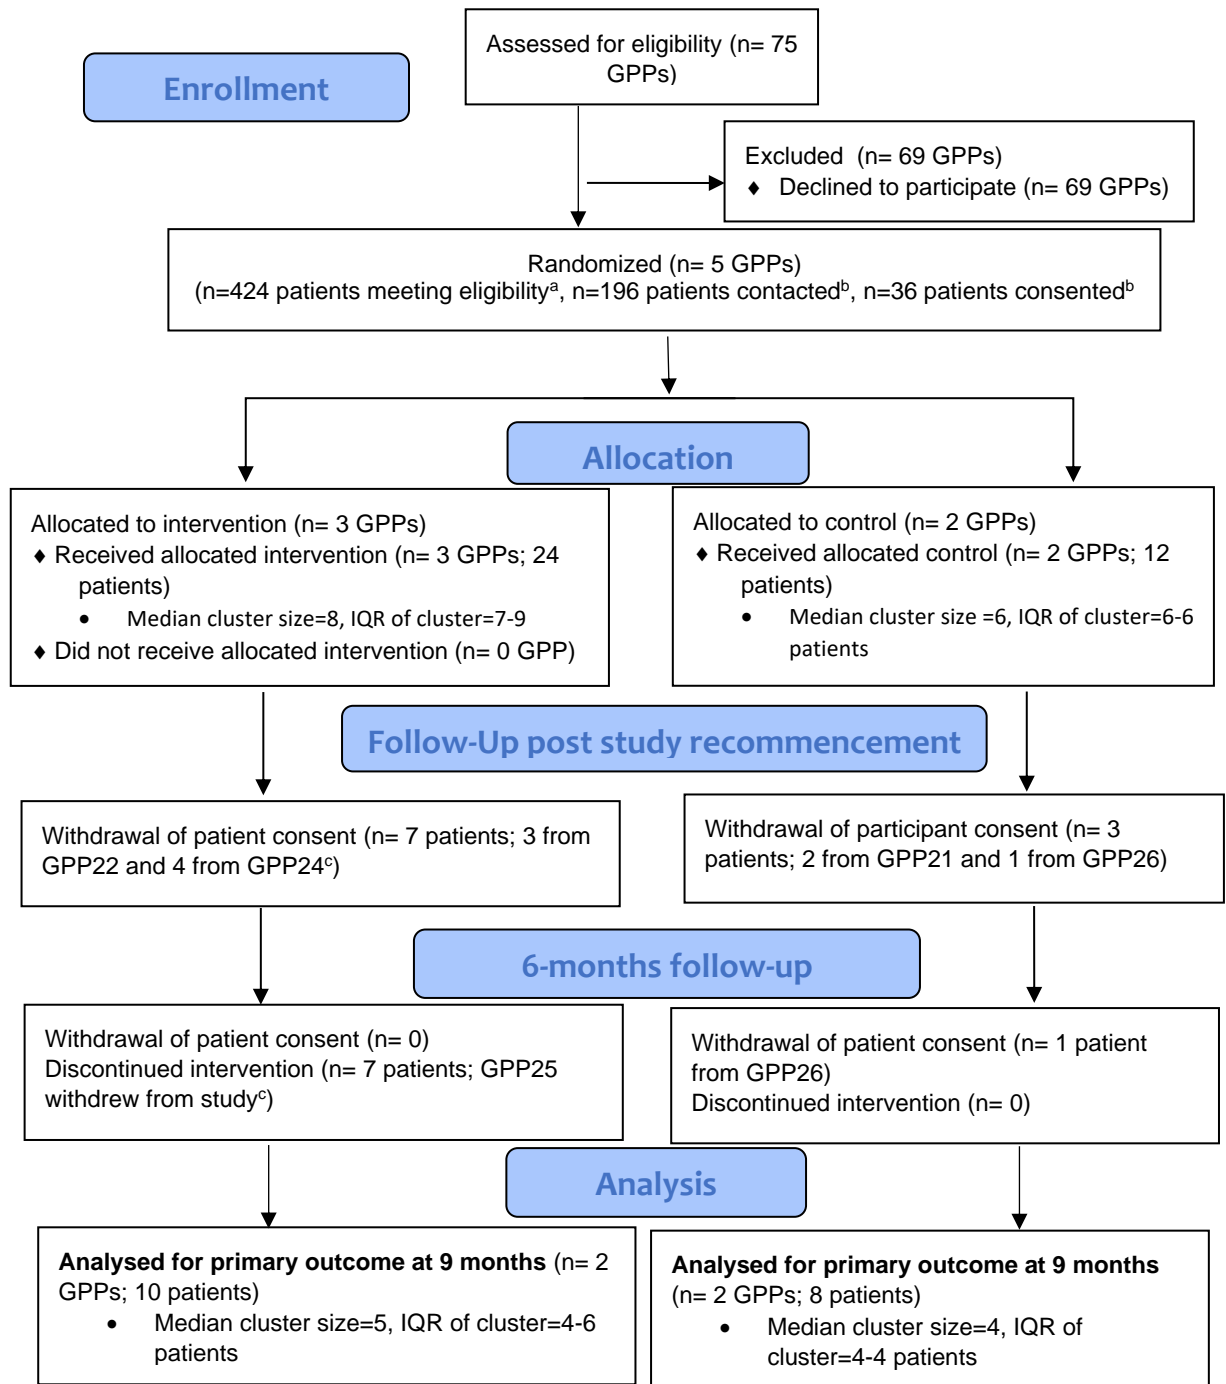 Assessed for eligibility (n= 75
GPPs)
Enrollment
Excluded (n= 69 GPPs)
♦ Declined to participate (n= 69 GPPs)
Randomized (n= 5 GPPs)
(n=424 patients meeting eligibilityᵃ, n=196 patients contactedᵇ, n=36 patients consentedᵇ
Allocation
Allocated to intervention (n= 3 GPPs)
♦ Received allocated intervention (n= 3 GPPs; 24
patients)
• Median cluster size=8, IQR of cluster=7-9
♦ Did not receive allocated intervention (n= 0 GPP)
Allocated to control (n= 2 GPPs)
♦ Received allocated control (n= 2 GPPs; 12
patients)
• Median cluster size =6, IQR of cluster=6-6
patients
Follow-Up post study recommencement
Withdrawal of patient consent (n= 7 patients; 3 from
GPP22 and 4 from GPP24ᶜ)
Withdrawal of participant consent (n= 3
patients; 2 from GPP21 and 1 from GPP26)
6-months follow-up
Withdrawal of patient consent (n= 0)
Discontinued intervention (n= 7 patients; GPP25
withdrew from studyᶜ)
Withdrawal of patient consent (n= 1 patient
from GPP26)
Discontinued intervention (n= 0)
Analysis
Analysed for primary outcome at 9 months (n= 2
GPPs; 10 patients)
• Median cluster size=5, IQR of cluster=4-6
patients
Analysed for primary outcome at 9 months
(n= 2 GPPs; 8 patients)
• Median cluster size=4, IQR of
cluster=4-4 patients